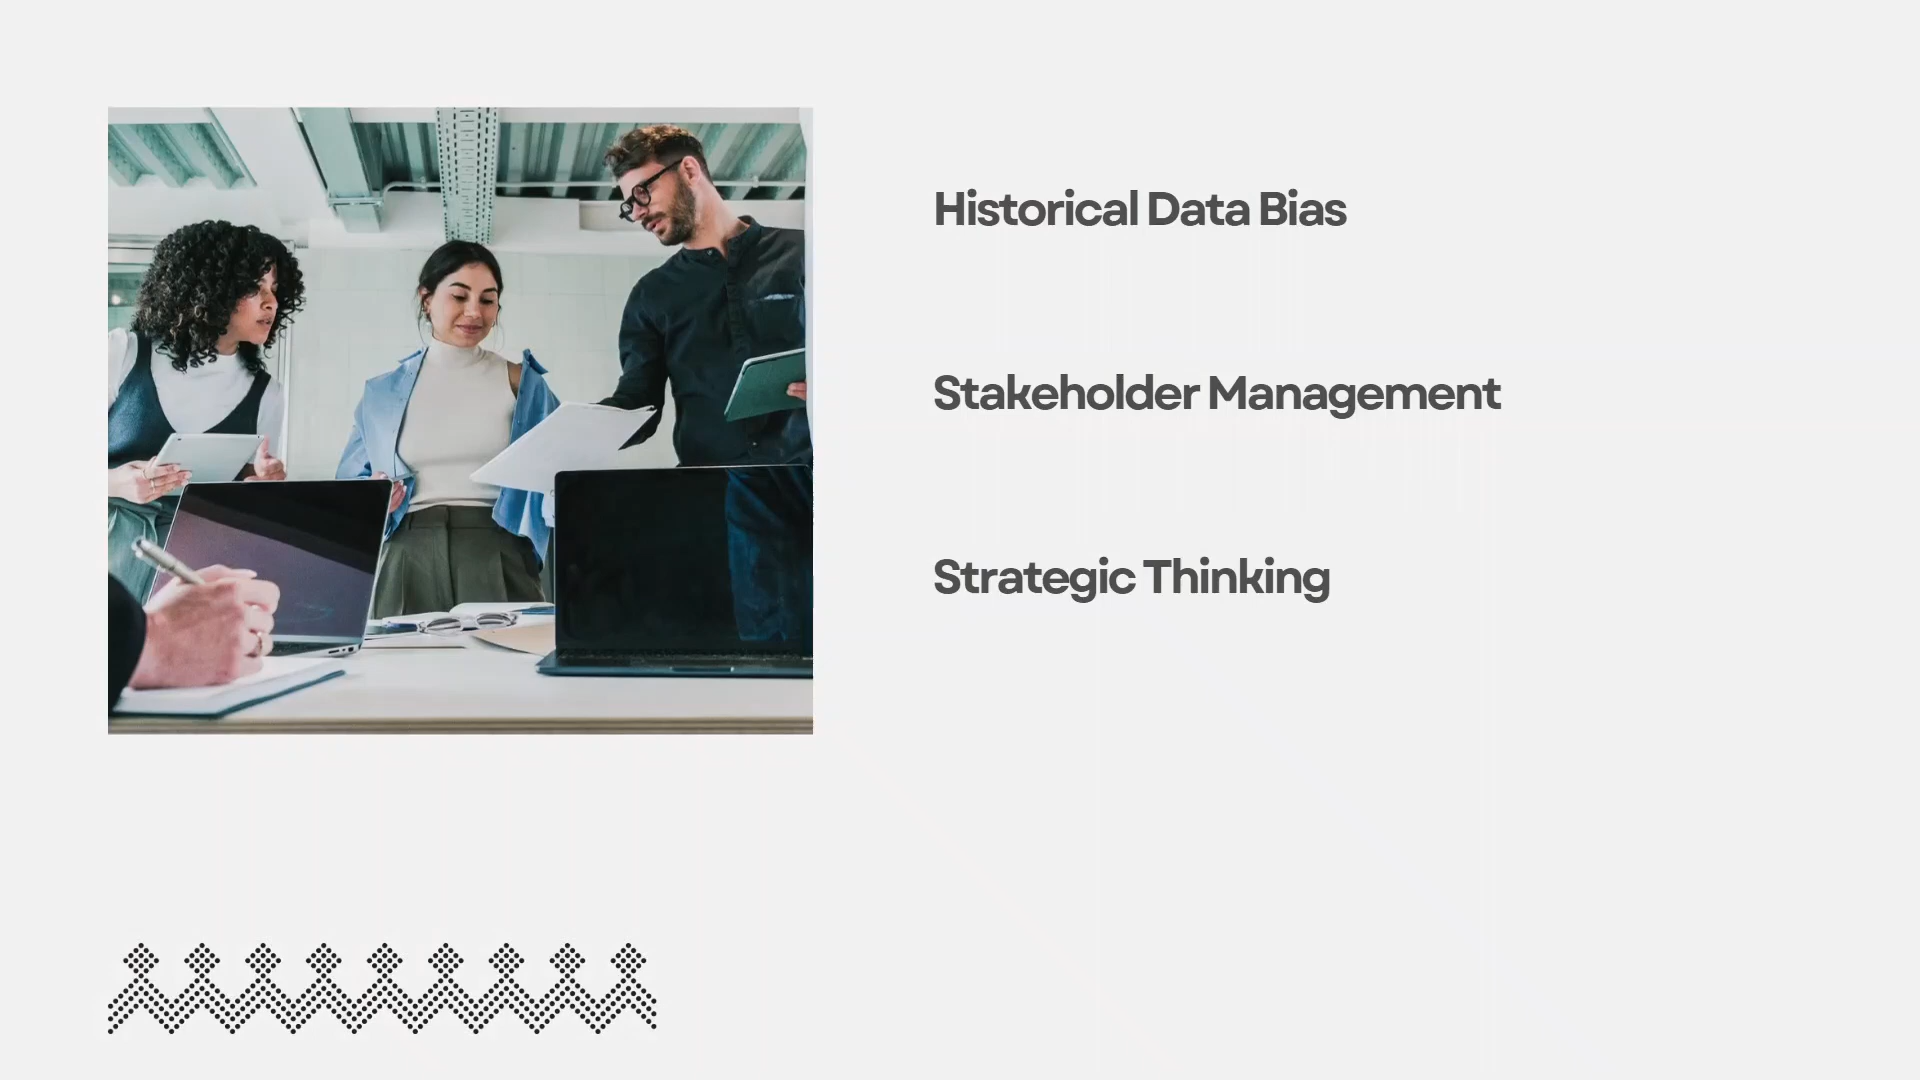 Historical Data Bias
Stakeholder Management
Strategic Thinking